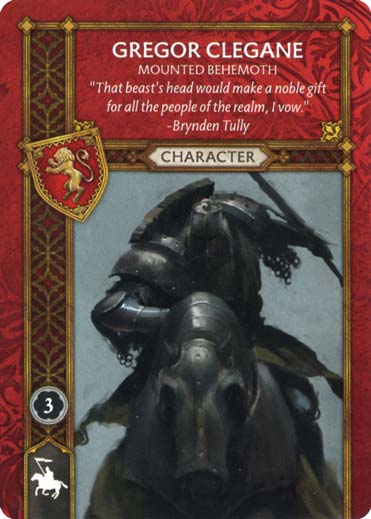 GREGOR CLEGANE
MOUNTED BEHEMOTH
"That beast's head would make a noble gift
for all the people of the realm, I vow."
-Brynden Tully
CHARACTER
3